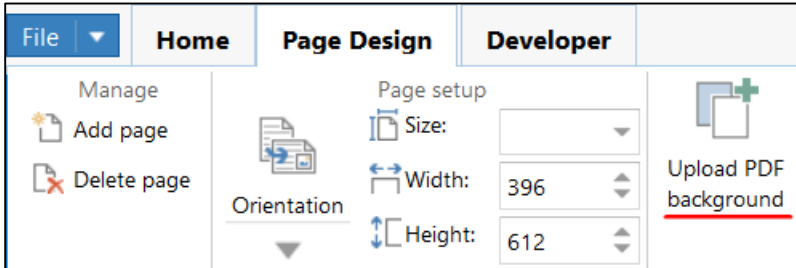 File
Home
Page Design
Developer
Manage
Add page
Delete page
Orientation
Page setup
Size:
Width: 396
Height: 612
Upload PDF
background